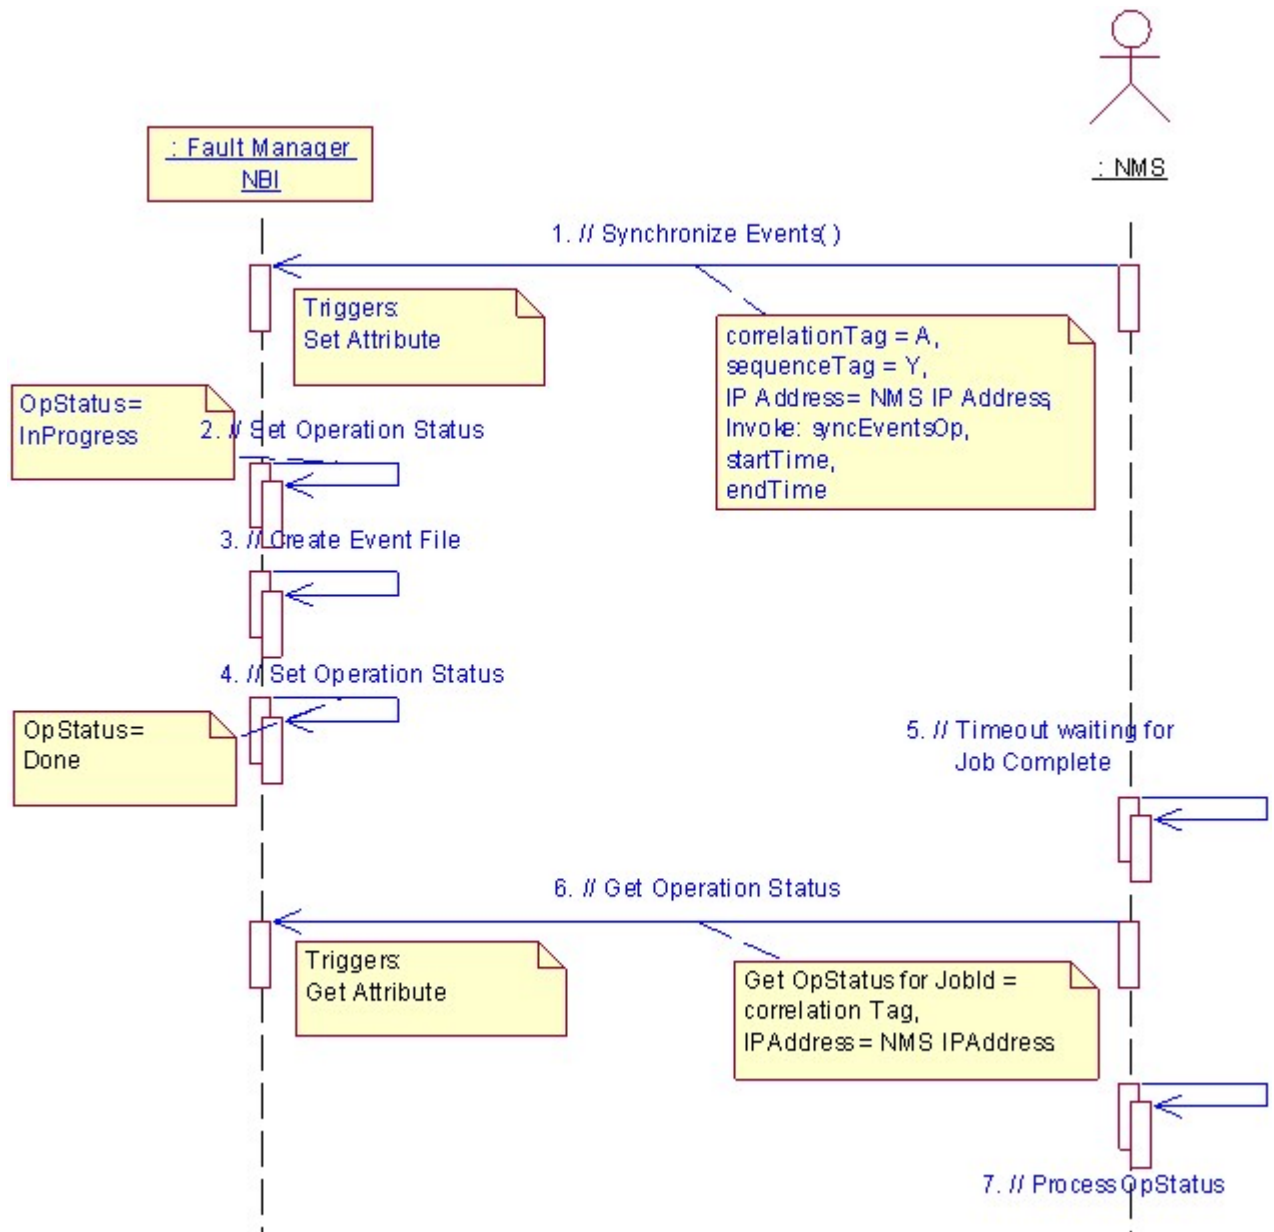 : Fault Manager
NBI
: NMS
1. // Synchronize Events( )
Triggers:
Set Attribute
correlationTag = A,
sequenceTag = Y,
IP Address= NMS IP Address,
Invoke: syncEventsOp,
startTime,
endTime
OpStatus=
InProgress
2. // Set Operation Status
3. // Create Event File
4. // Set Operation Status
OpStatus=
Done
5. // Timeout waiting for
Job Complete
6. // Get Operation Status
Triggers:
Get Attribute
Get OpStatus for JobId =
correlation Tag,
IPAddress= NMS IPAddress
7. // ProcessOpStatus